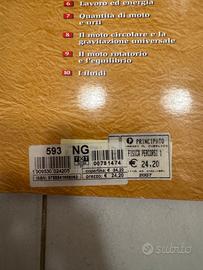 6 Lavoro ed energia
7 Quantità di moto
e urti
8 Il moto circolare e la
gravitazione universale
9 Il moto rotatorio
e l'equilibrio
10 I fluidi
593 NG
00781474
copertina: € 24,20
prezzo: € 24,20
PRINCIPATO
FISICA PERCORSI 1
€ 24,20
2007
subito